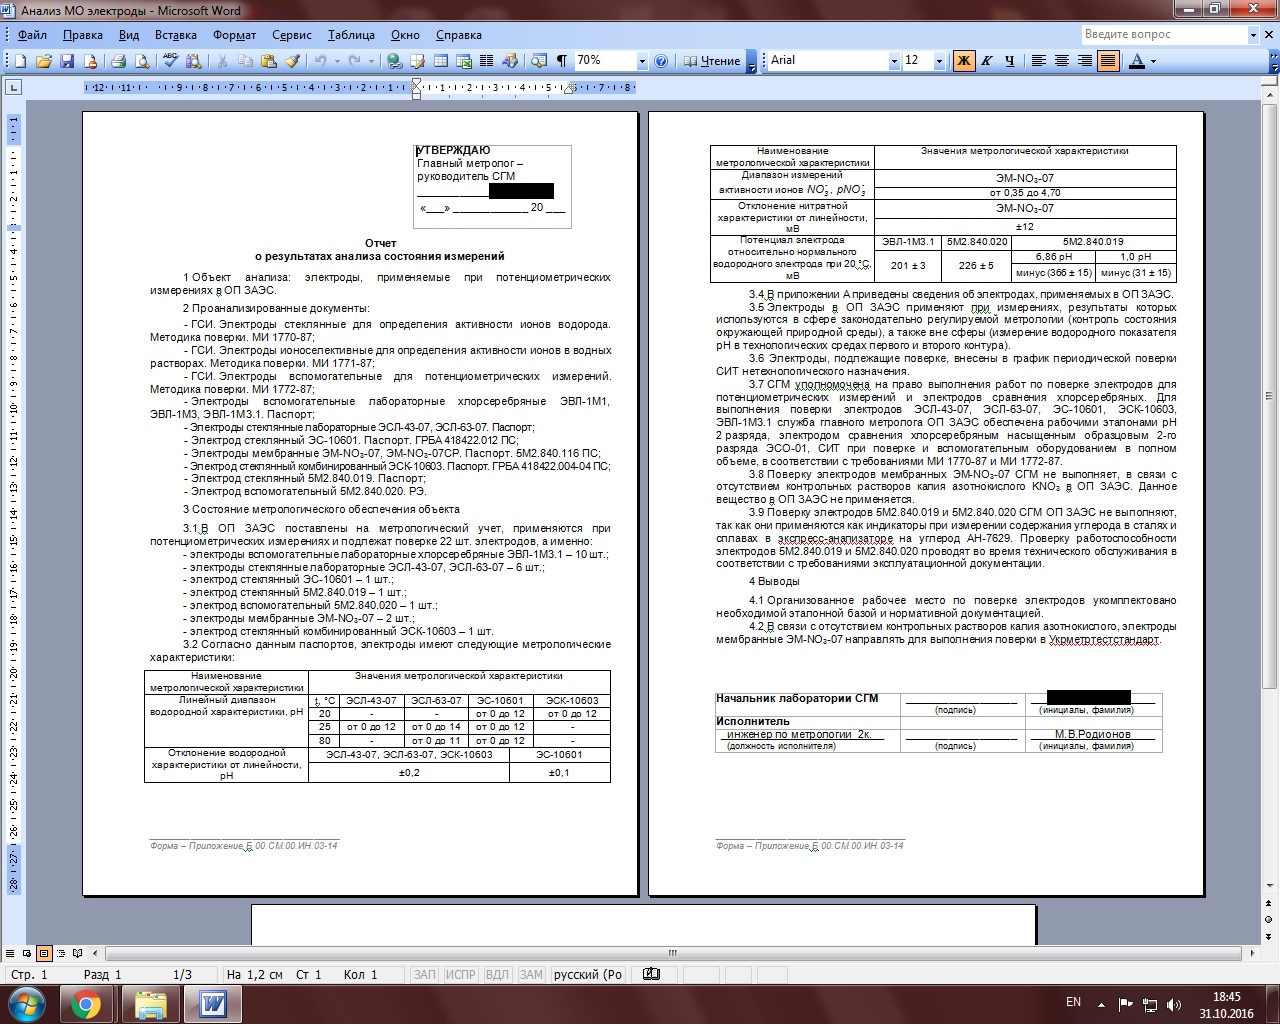 Анализ МО электроды - Microsoft Word
Файл Правка Вид Вставка Формат Сервис Таблица Окно Справка
Введите вопрос
70% Чтение Arial 12 Ж К Ч А
УТВЕРЖДАЮ
Главный метролог –
руководитель СГМ
«___» ____________ 20 ___
Отчет
о результатах анализа состояния измерений
1 Объект анализа: электроды, применяемые при потенциометрических
измерениях в ОП ЗАЭС.
2 Проанализированные документы:
- ГСИ. Электроды стеклянные для определения активности ионов водорода.
Методика поверки. МИ 1770-87;
- ГСИ. Электроды ионоселективные для определения активности ионов в водных
растворах. Методика поверки. МИ 1771-87;
- ГСИ. Электроды вспомогательные для потенциометрических измерений.
Методика поверки. МИ 1772-87;
- Электроды вспомогательные лабораторные хлорсеребряные ЭВЛ-1М1,
ЭВЛ-1М3, ЭВЛ-1М3.1. Паспорт;
- Электроды стеклянные лабораторные ЭСЛ-43-07, ЭСЛ-63-07. Паспорт;
- Электрод стеклянный ЭС-10601. Паспорт. ГРБА 418422.012 ПС;
- Электроды мембранные ЭМ-NO₃-07, ЭМ-NO₃-07СР. Паспорт. 5М2.840.116 ПС;
- Электрод стеклянный комбинированный ЭСК-10603. Паспорт. ГРБА 418422.004-04 ПС;
- Электрод стеклянный 5М2.840.019. Паспорт;
- Электрод вспомогательный 5М2.840.020. РЭ.
3 Состояние метрологического обеспечения объекта
3.1 В ОП ЗАЭС поставлены на метрологический учет, применяются при
потенциометрических измерениях и подлежат поверке 22 шт. электродов, а именно:
- электроды вспомогательные лабораторные хлорсеребряные ЭВЛ-1М3.1 – 10 шт.;
- электроды стеклянные лабораторные ЭСЛ-43-07, ЭСЛ-63-07 – 6 шт.;
- электрод стеклянный ЭС-10601 – 1 шт.;
- электрод стеклянный 5М2.840.019 – 1 шт.;
- электрод вспомогательный 5М2.840.020 – 1 шт.;
- электроды мембранные ЭМ-NO₃-07 – 2 шт.;
- электрод стеклянный комбинированный ЭСК-10603 – 1 шт.
3.2 Согласно данным паспортов, электроды имеют следующие метрологические
характеристики:
Наименование Значения метрологической характеристики
метрологической характеристики
Линейный диапазон t, °С ЭСЛ-43-07 ЭСЛ-63-07 ЭС-10601 ЭСК-10603
водородной характеристики, рН 20 - - от 0 до 12 от 0 до 12
25 от 0 до 12 от 0 до 14 от 0 до 12 -
80 - от 0 до 11 от 0 до 12 -
Отклонение водородной ЭСЛ-43-07, ЭСЛ-63-07, ЭСК-10603 ЭС-10601
характеристики от линейности,
рН ±0,2 ±0,1
Форма – Приложение Б 00.СМ.00.ИН.03-14
Наименование Значения метрологической характеристики
метрологической характеристики
Диапазон измерений ЭМ-NO₃-07
активности ионов NO₃⁻, pNO₃⁻ от 0,35 до 4,70
Отклонение нитратной ЭМ-NO₃-07
характеристики от линейности,
мВ ±12
Потенциал электрода ЭВЛ-1М3.1 5М2.840.020 5М2.840.019
относительно нормального 6,86 рН 1,0 рН
водородного электрода при 20 °С, 201 ± 3 226 ± 5
мВ минус (366 ± 15) минус (31 ± 15)
3.4 В приложении А приведены сведения об электродах, применяемых в ОП ЗАЭС.
3.5 Электроды в ОП ЗАЭС применяют при измерениях, результаты которых
используются в сфере законодательно регулируемой метрологии (контроль состояния
окружающей природной среды), а также вне сферы (измерение водородного показателя
рН в технологических средах первого и второго контура).
3.6 Электроды, подлежащие поверке, внесены в график периодической поверки
СИТ нетехнологического назначения.
3.7 СГМ уполномочена на право выполнения работ по поверке электродов для
потенциометрических измерений и электродов сравнения хлорсеребряных. Для
выполнения поверки электродов ЭСЛ-43-07, ЭСЛ-63-07, ЭС-10601, ЭСК-10603,
ЭВЛ-1М3.1 служба главного метролога ОП ЗАЭС обеспечена рабочими эталонами рН
2 разряда, электродом сравнения хлорсеребряным насыщенным образцовым 2-го
разряда ЭСО-01, СИТ при поверке и вспомогательным оборудованием в полном
объеме, в соответствии с требованиями МИ 1770-87 и МИ 1772-87.
3.8 Поверку электродов мембранных ЭМ-NO₃-07 СГМ не выполняет, в связи с
отсутствием контрольных растворов калия азотнокислого KNO₃ в ОП ЗАЭС. Данное
вещество в ОП ЗАЭС не применяется.
3.9 Поверку электродов 5М2.840.019 и 5М2.840.020 СГМ ОП ЗАЭС не выполняют,
так как они применяются как индикаторы при измерении содержания углерода в сталях и
сплавах в экспресс-анализаторе на углерод АН-7629. Проверку работоспособности
электродов 5М2.840.019 и 5М2.840.020 проводят во время технического обслуживания в
соответствии с требованиями эксплуатационной документации.
4 Выводы
4.1 Организованное рабочее место по поверке электродов укомплектовано
необходимой эталонной базой и нормативной документацией.
4.2 В связи с отсутствием контрольных растворов калия азотнокислого, электроды
мембранные ЭМ-NO₃-07 направлять для выполнения поверки в Укрметртестстандарт.
Начальник лаборатории СГМ
(подпись) (инициалы, фамилия)
Исполнитель
инженер по метрологии 2к. М.В.Родионов
(должность исполнителя) (подпись) (инициалы, фамилия)
Форма – Приложение Б 00.СМ.00.ИН.03-14
Стр. 1 Разд 1 1/3 На 1,2 см Ст 1 Кол 1 ЗАП ИСПР ВДЛ ЗАМ русский (Ро
EN 18:45
31.10.2016